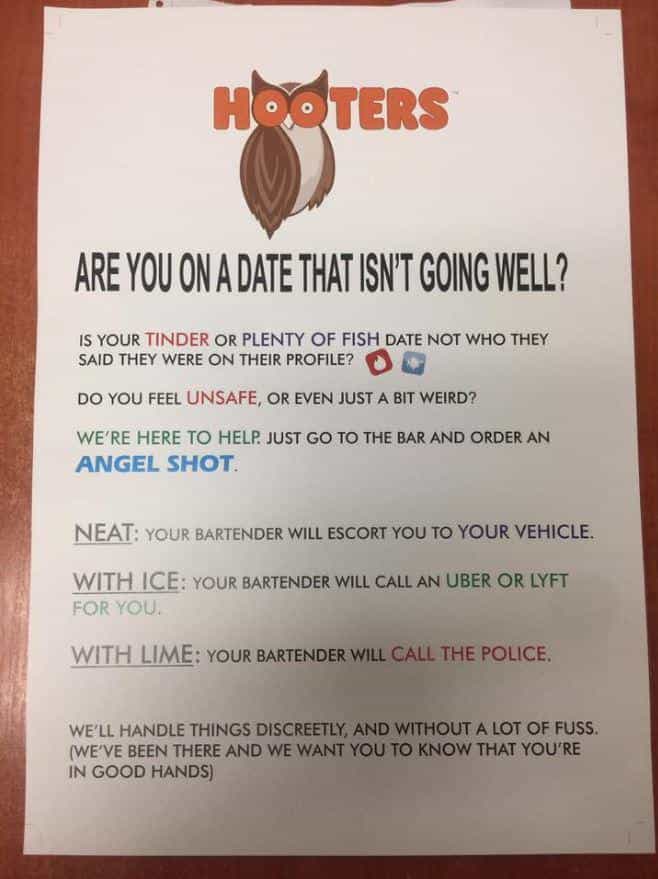 HOOTERS™
ARE YOU ON A DATE THAT ISN'T GOING WELL?
IS YOUR TINDER OR PLENTY OF FISH DATE NOT WHO THEY
SAID THEY WERE ON THEIR PROFILE?
DO YOU FEEL UNSAFE, OR EVEN JUST A BIT WEIRD?
WE'RE HERE TO HELP. JUST GO TO THE BAR AND ORDER AN
ANGEL SHOT.
NEAT: YOUR BARTENDER WILL ESCORT YOU TO YOUR VEHICLE.
WITH ICE: YOUR BARTENDER WILL CALL AN UBER OR LYFT
FOR YOU.
WITH LIME: YOUR BARTENDER WILL CALL THE POLICE.
WE'LL HANDLE THINGS DISCREETLY, AND WITHOUT A LOT OF FUSS.
(WE'VE BEEN THERE AND WE WANT YOU TO KNOW THAT YOU'RE
IN GOOD HANDS)